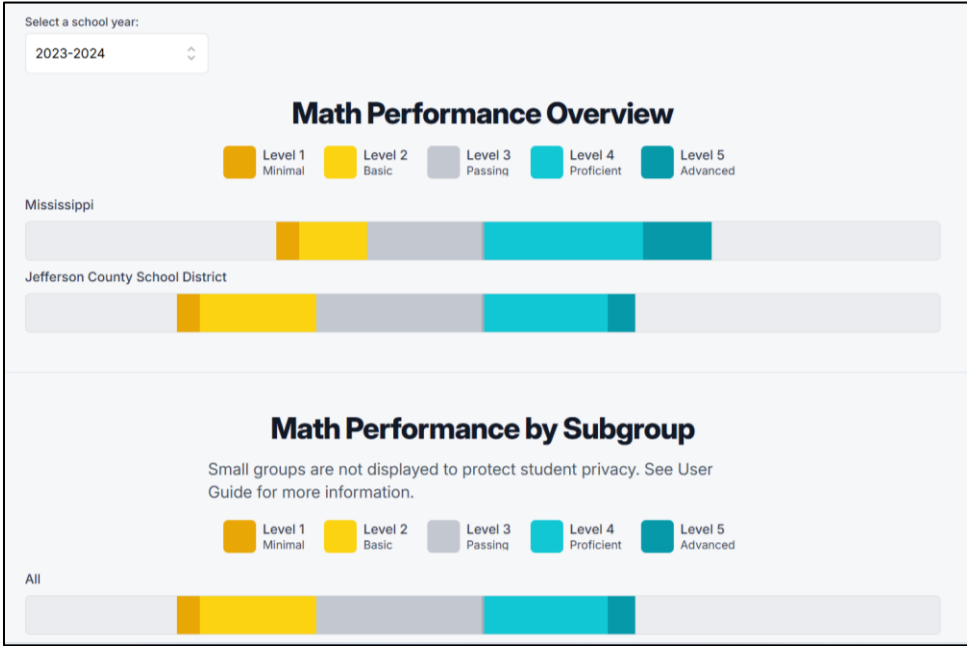 Select a school year:
2023-2024
Math Performance Overview
Level 1
Minimal
Level 2
Basic
Level 3
Passing
Level 4
Proficient
Level 5
Advanced
Mississippi
Jefferson County School District
Math Performance by Subgroup
Small groups are not displayed to protect student privacy. See User
Guide for more information.
Level 1
Minimal
Level 2
Basic
Level 3
Passing
Level 4
Proficient
Level 5
Advanced
All